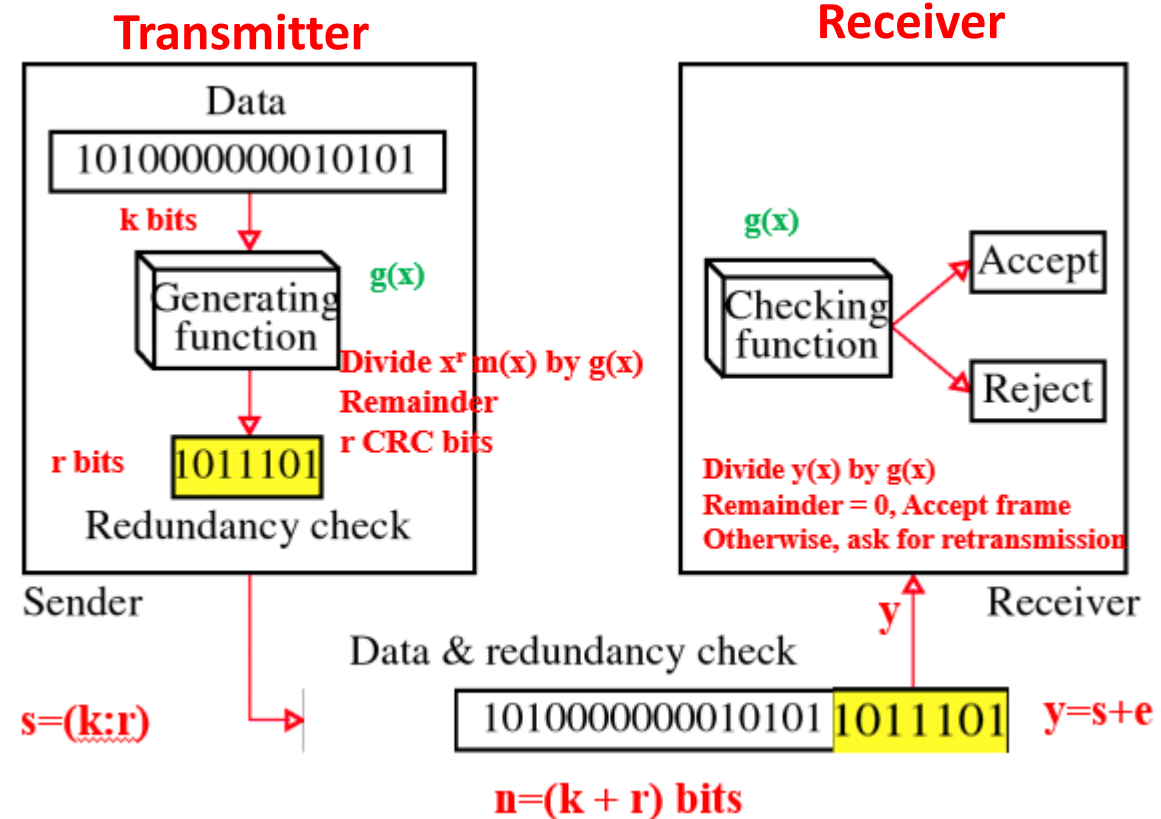 Transmitter
Data
1010000000010101
k bits
Generating
function
g(x)
Divide xʳ m(x) by g(x)
Remainder
r CRC bits
r bits
1011101
Redundancy check
Sender
Receiver
g(x)
Checking
function
Accept
Reject
Divide y(x) by g(x)
Remainder = 0, Accept frame
Otherwise, ask for retransmission
Receiver
y
Data & redundancy check
s=(k:r)
1010000000010101 1011101
y=s+e
n=(k + r) bits